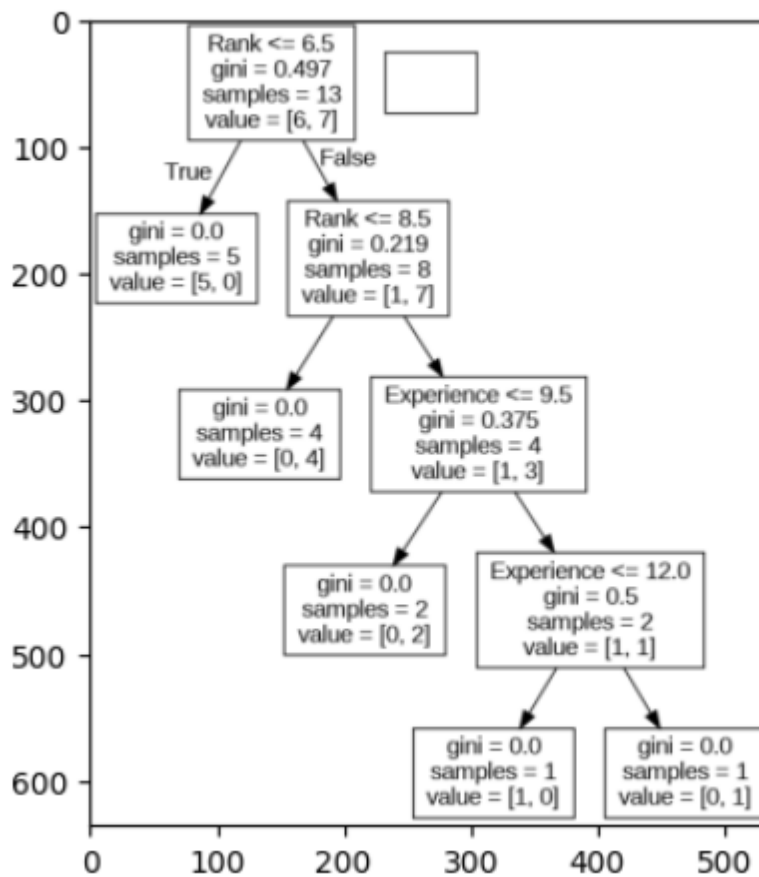 0
100
200
300
400
500
600
Rank <= 6.5
gini = 0.497
samples = 13
value = [6, 7]
True
False
gini = 0.0
samples = 5
value = [5, 0]
Rank <= 8.5
gini = 0.219
samples = 8
value = [1, 7]
gini = 0.0
samples = 4
value = [0, 4]
Experience <= 9.5
gini = 0.375
samples = 4
value = [1, 3]
gini = 0.0
samples = 2
value = [0, 2]
Experience <= 12.0
gini = 0.5
samples = 2
value = [1, 1]
gini = 0.0
samples = 1
value = [1, 0]
gini = 0.0
samples = 1
value = [0, 1]
0 100 200 300 400 500